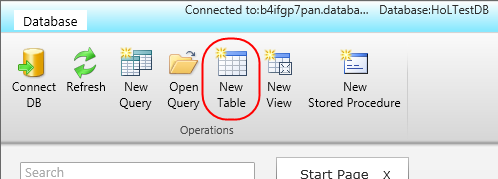 Connected to:b4ifgp7pan.databa... Database:HoLTestDB
Database
Connect DB
Refresh
New Query
Open Query
New Table
New View
New Stored Procedure
Operations
Search
Start Page x